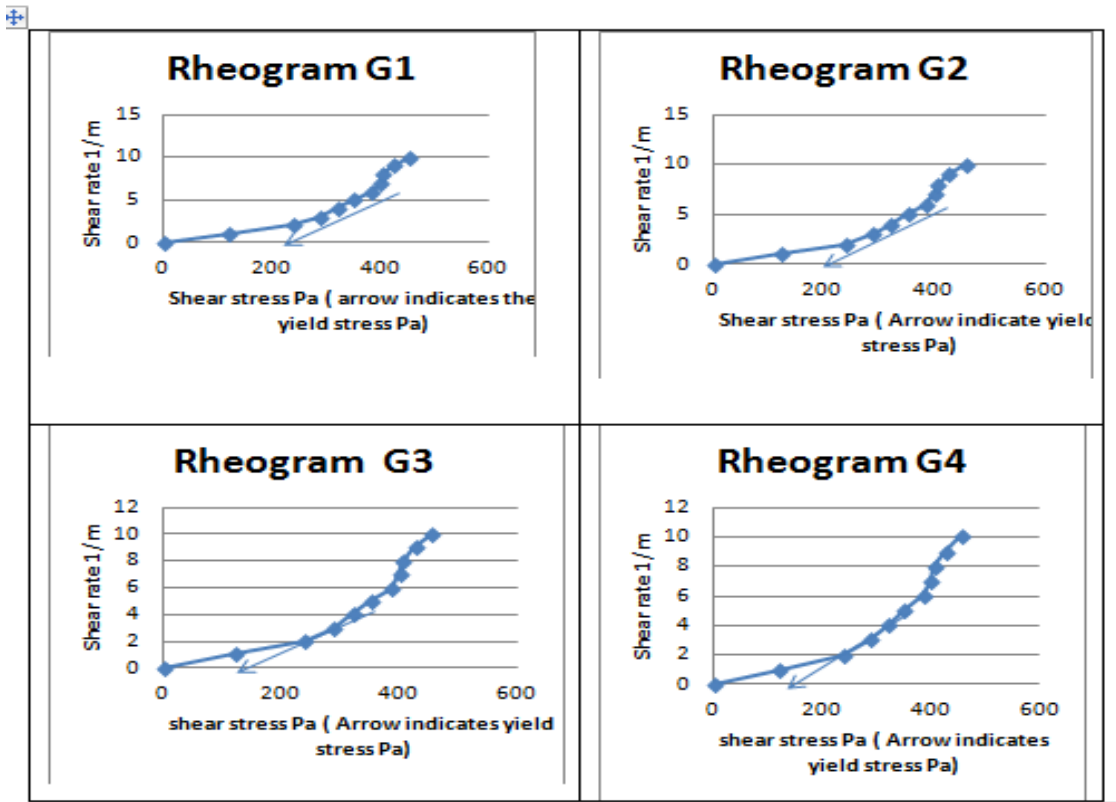 Rheogram G1
Shear rate 1/m
15
10
5
0
0 200 400 600
Shear stress Pa ( arrow indicates the
yield stress Pa)
Rheogram G2
Shear rate 1/m
15
10
5
0
0 200 400 600
Shear stress Pa ( Arrow indicate yield
stress Pa)
Rheogram G3
Shear rate 1/m
12
10
8
6
4
2
0
0 200 400 600
shear stress Pa ( Arrow indicates yield
stress Pa)
Rheogram G4
Shear rate 1/m
12
10
8
6
4
2
0
0 200 400 600
shear stress Pa ( Arrow indicates
yield stress Pa)